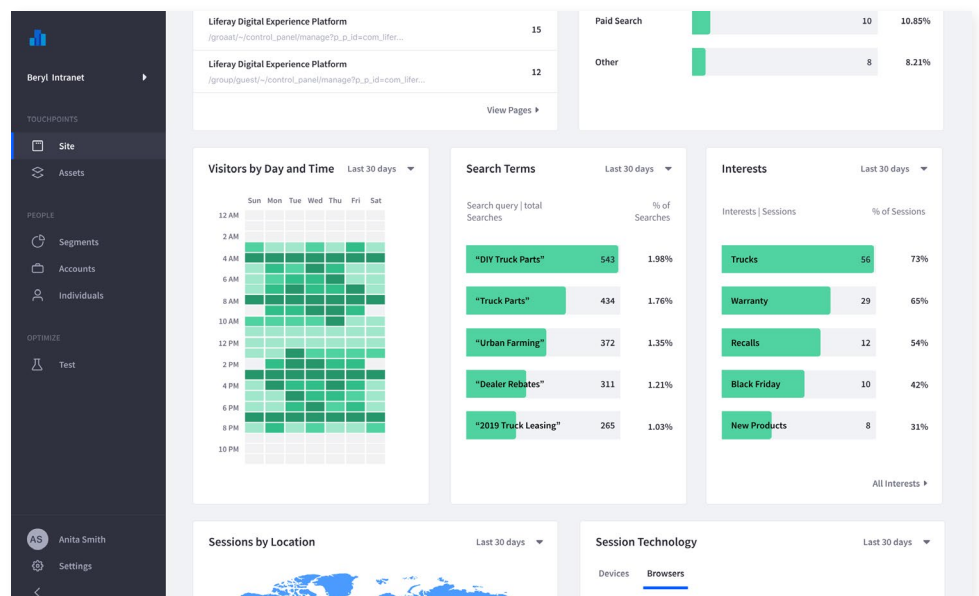 Liferay Digital Experience Platform
/groaat/~/control_panel/manage?p_p_id=com_lifer...
15
Liferay Digital Experience Platform
/group/guest/~/control_panel/manage?p_p_id=com_lifer...
12
View Pages
Paid Search 10 10.85%
Other 8 8.21%
Beryl Intranet
TOUCHPOINTS
Site
Assets
PEOPLE
Segments
Accounts
Individuals
OPTIMIZE
Test
AS Anita Smith
Settings
Visitors by Day and Time Last 30 days
Sun Mon Tue Wed Thu Fri Sat
12 AM
2 AM
4 AM
6 AM
8 AM
10 AM
12 PM
2 PM
4 PM
6 PM
8 PM
10 PM
Search Terms Last 30 days
Search query | total
Searches
% of
Searches
“DIY Truck Parts” 543 1.98%
“Truck Parts” 434 1.76%
“Urban Farming” 372 1.35%
“Dealer Rebates” 311 1.21%
“2019 Truck Leasing” 265 1.03%
Interests Last 30 days
Interests | Sessions % of Sessions
Trucks 56 73%
Warranty 29 65%
Recalls 12 54%
Black Friday 10 42%
New Products 8 31%
All Interests
Sessions by Location Last 30 days
Session Technology Last 30 days
Devices Browsers